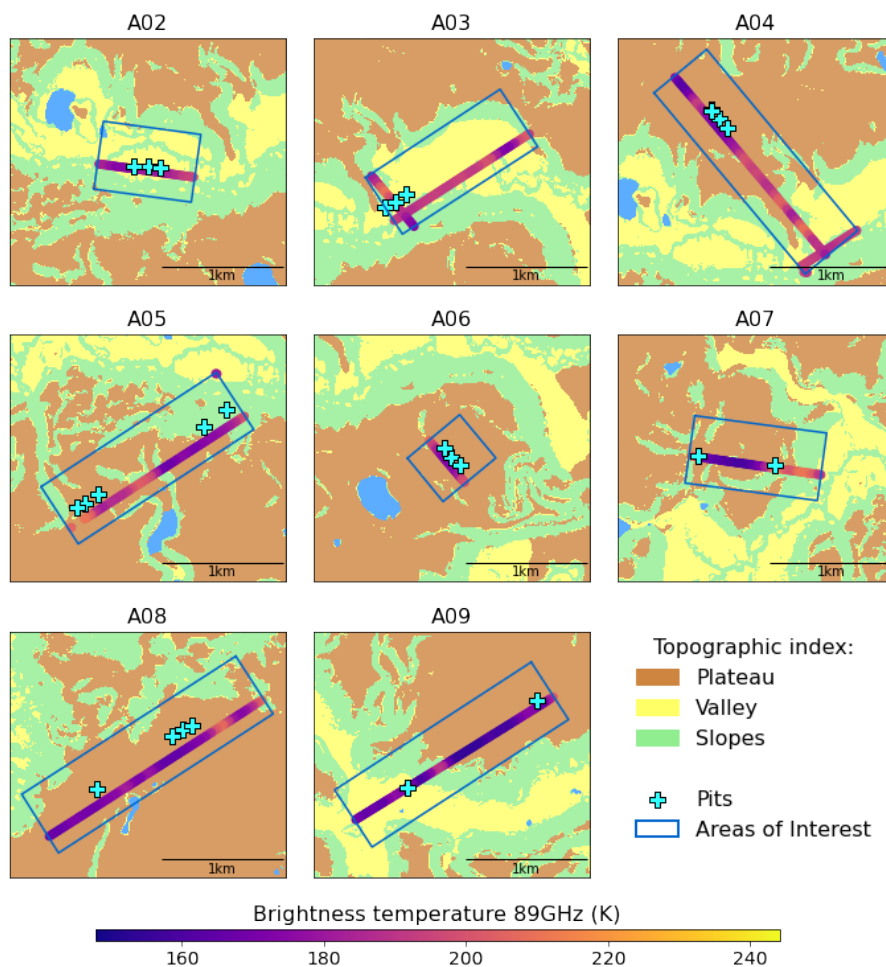 A02
A03
A04
1km
1km
1km
A05
A06
A07
1km
1km
1km
A08
A09
1km
1km
Topographic index:
Plateau
Valley
Slopes
Pits
Areas of Interest
Brightness temperature 89GHz (K)
160
180
200
220
240